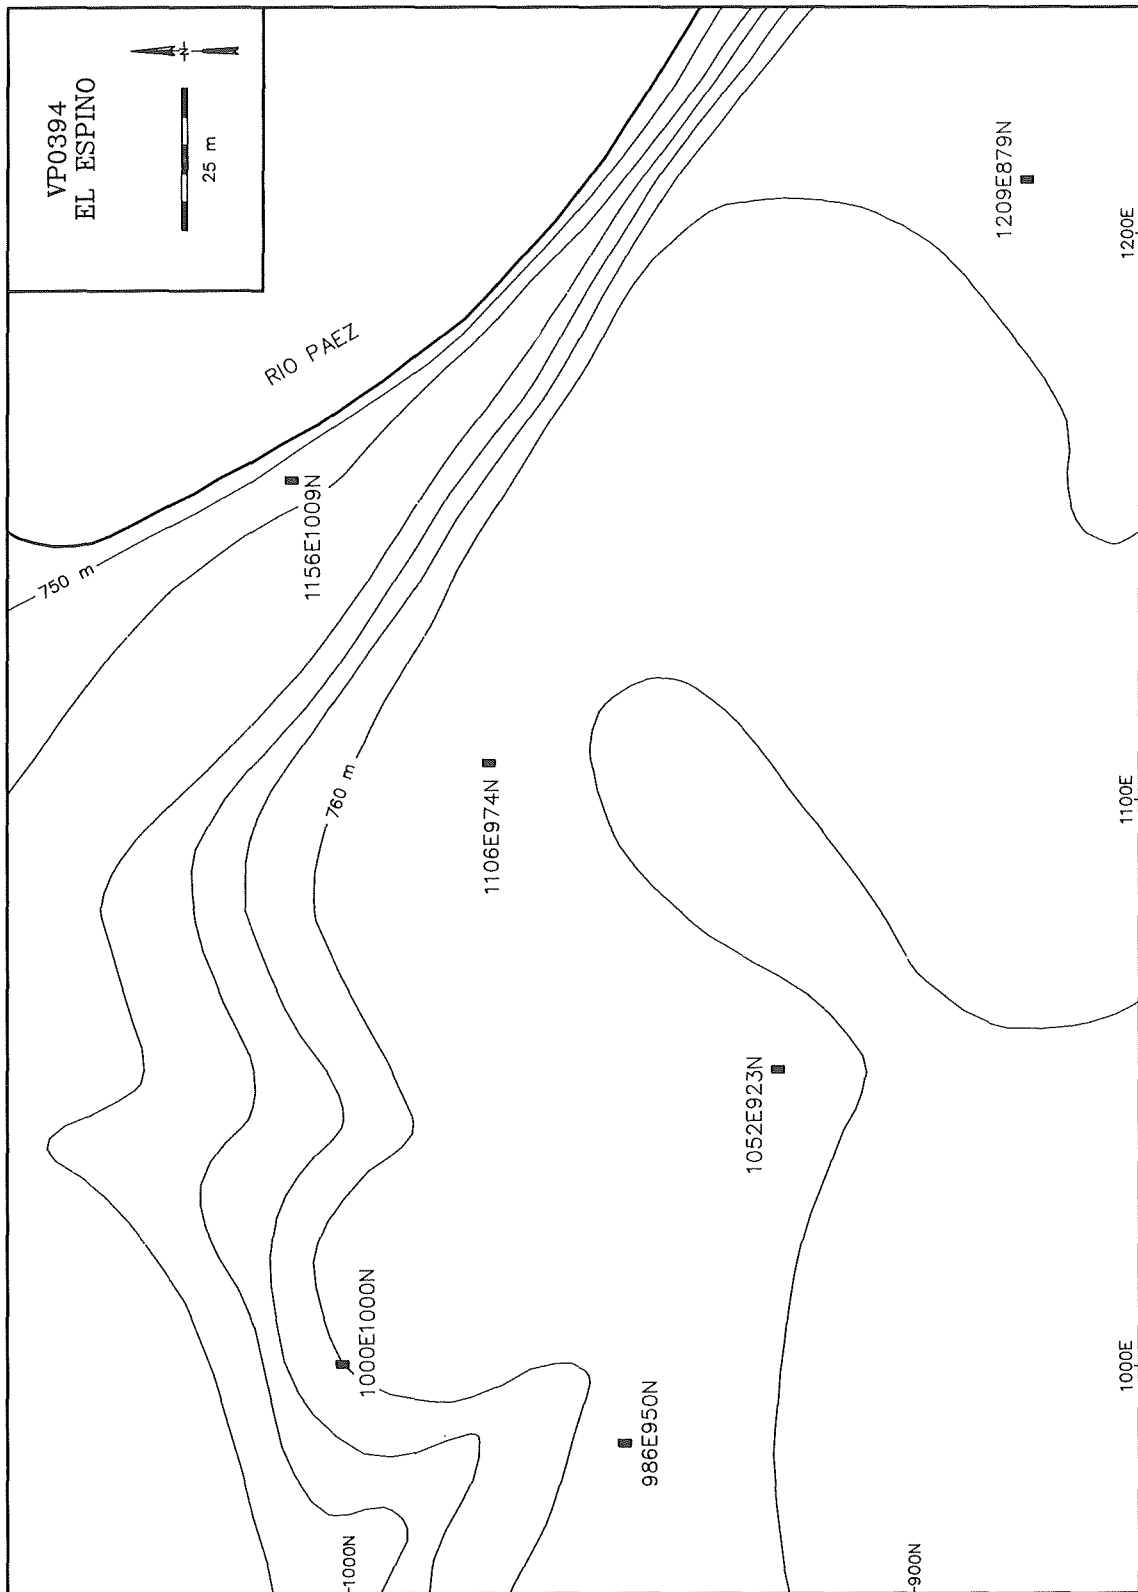 VP0394
EL ESPINO
N
25 m
RIO PAEZ
750 m
1156E1009N
760 m
1106E974N
1209E879N
1052E923N
1000E1000N
986E950N
1000N
900N
1000E
1100E
1200E